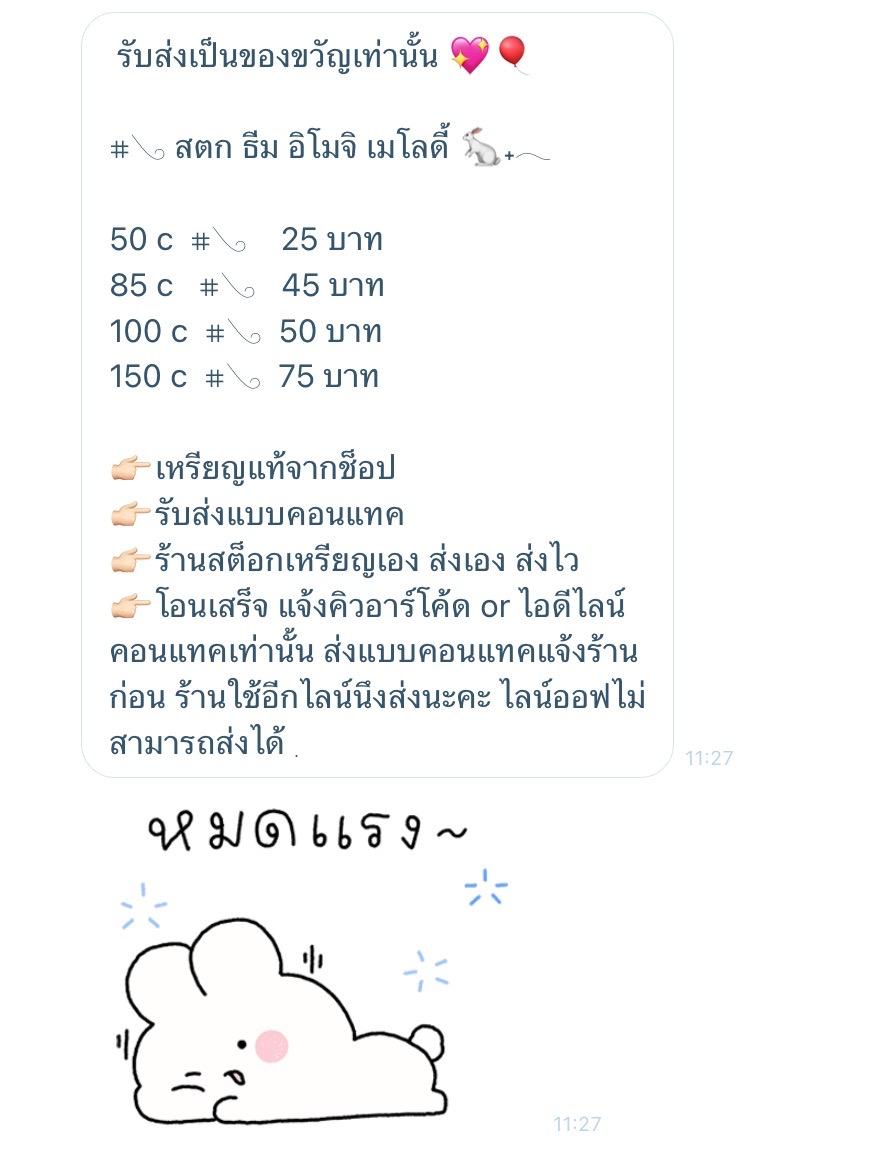 รับส่งเป็นของขวัญเท่านั้น 💖🎈
#╰ สตก ธีม อิโมจิ เมโลดี้ 🐇₊
50 c #╰ 25 บาท
85 c #╰ 45 บาท
100 c #╰ 50 บาท
150 c #╰ 75 บาท
👉🏻เหรียญแท้จากช็อป
👉🏻รับส่งแบบคอนแทค
👉🏻ร้านสต็อกเหรียญเอง ส่งเอง ส่งไว
👉🏻โอนเสร็จ แจ้งคิวอาร์โค้ด or ไอดีไลน์
คอนแทคเท่านั้น ส่งแบบคอนแทคแจ้งร้าน
ก่อน ร้านใช้อีกไลน์นึงส่งนะคะ ไลน์ออฟไม่
สามารถส่งได้ .
11:27
หมดแรง~
11:27